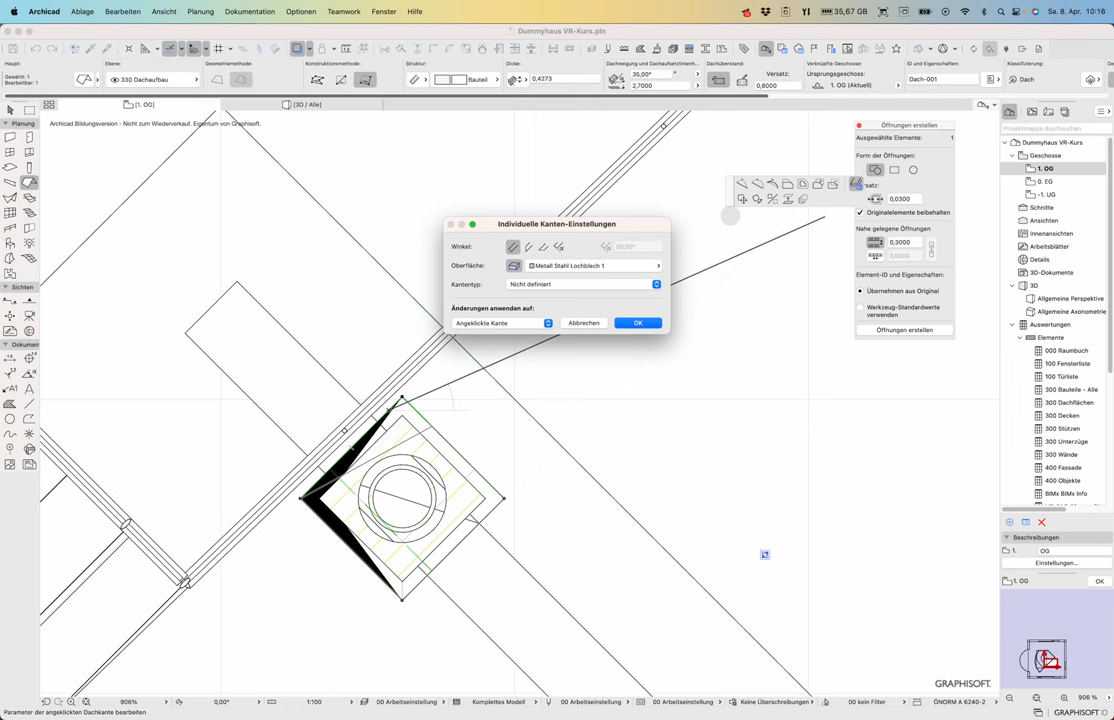 Archicad Ablage Bearbeiten Ansicht Planung Dokumentation Optionen Teamwork Fenster Hilfe 35,67 GB Sa. 8. Apr. 10:16
Dummyhaus VR-Kurs.pln
Haupt: Ebene: Geometriemethode: Konstruktionsmethode: Struktur: Dicke: Dachneigung und Dachaufsatzlinienh... Dachüberstand: Versatz: Verknüpfte Geschosse: ID und Eigenschaften: Klassifizierung:
Gewählt: 1
Bearbeitet: 1
330 Dachaufbau
Bauteil
0,4273
35,00°
2,7000
0,8000
Ursprungsgeschoss:
1. OG (Aktuell)
Dach-001
Dach
[1. OG]
[3D / Alle]
Archicad Bildungsversion - Nicht zum Wiederverkauf. Eigentum von Graphisoft.
Planung
Sichten
Dokumen
Öffnungen erstellen
Ausgewählte Elemente: 1
Form der Öffnungen:
satz:
0,0300
Originalelemente beibehalten
Nahe gelegene Öffnungen
0,3000
0,0000
Element-ID und Eigenschaften:
Übernehmen aus Original
Werkzeug-Standardwerte
verwenden
Öffnungen erstellen
Individuelle Kanten-Einstellungen
Winkel: 90,00°
Oberfläche: Metall Stahl Lochblech 1
Kantentyp: Nicht definiert
Änderungen anwenden auf:
Angeklickte Kante Abbrechen OK
Projektmappe durchsuchen
Dummyhaus VR-Kurs
Geschosse
1. OG
0. EG
-1. UG
Schnitte
Ansichten
Innenansichten
Arbeitsblätter
Details
3D-Dokumente
3D
Allgemeine Perspektive
Allgemeine Axonometrie
Auswertungen
Elemente
000 Raumbuch
100 Fensterliste
100 Türliste
300 Bauteile - Alle
300 Dachflächen
300 Decken
300 Stützen
300 Unterzüge
300 Wände
400 Fassade
400 Objekte
BIMx BIMx Info
Beschreibungen
1. OG
Einstellungen...
1. OG OK
GRAPHISOFT
906% 0,00° 1:100 00 Arbeitseinstellung Komplettes Modell 00 Arbeitseinstellung 00 Arbeitseinstellung Keine Überschreibungen 00 kein Filter ÖNORM A 6240-2 906 %
Parameter der angeklickten Dachkante bearbeiten
GRAPHISOFT ID